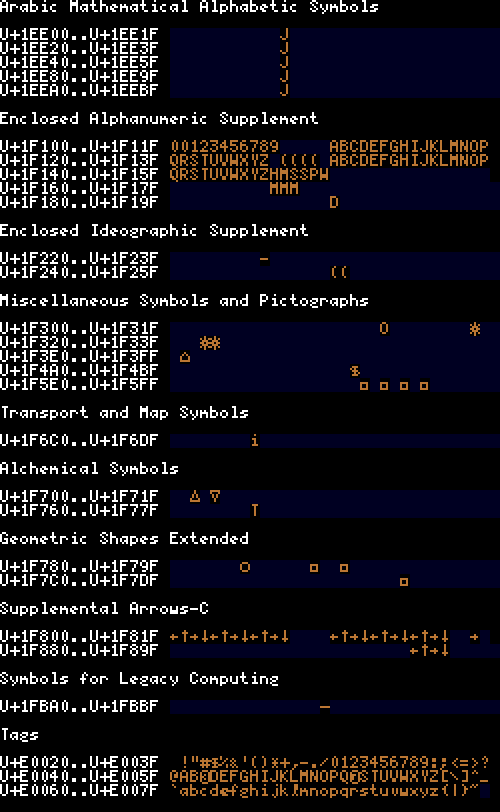 Arabic Mathematical Alphabetic Symbols
U+1EE00..U+1EE1F J
U+1EE20..U+1EE3F J
U+1EE40..U+1EE5F J
U+1EE80..U+1EE9F J
U+1EEA0..U+1EEBF J
Enclosed Alphanumeric Supplement
U+1F100..U+1F11F 00123456789 ABCDEFGHIJKLMNOP
U+1F120..U+1F13F QRSTUVWXYZ (((( ABCDEFGHIJKLMNOP
U+1F140..U+1F15F QRSTUVWXYZHMSSPW
U+1F160..U+1F17F MMM
U+1F180..U+1F19F D
Enclosed Ideographic Supplement
U+1F220..U+1F23F −
U+1F240..U+1F25F ((
Miscellaneous Symbols and Pictographs
U+1F300..U+1F31F O ☀
U+1F320..U+1F33F ☀☀
U+1F3E0..U+1F3FF ⌂
U+1F4A0..U+1F4BF $
U+1F5E0..U+1F5FF □ □ □ □
Transport and Map Symbols
U+1F6C0..U+1F6DF i
Alchemical Symbols
U+1F700..U+1F71F △ ▽
U+1F760..U+1F77F T
Geometric Shapes Extended
U+1F780..U+1F79F ○ □ □
U+1F7C0..U+1F7DF □
Supplemental Arrows-C
U+1F800..U+1F81F ←↑→↓←↑→↓←↑→↓ ←↑→↓←↑→↓←↑→↓ →
U+1F880..U+1F89F ←↑→↓
Symbols for Legacy Computing
U+1FBA0..U+1FBBF ─
Tags
U+E0020..U+E003F !"#$%&'()*+,-./0123456789:;<=>?
U+E0040..U+E005F @AB©DEFGHIJKLMNOPQ®STUVWXYZ[\]^_
U+E0060..U+E007F `abcdefghijklmnopqrstuvwxyz{|}~